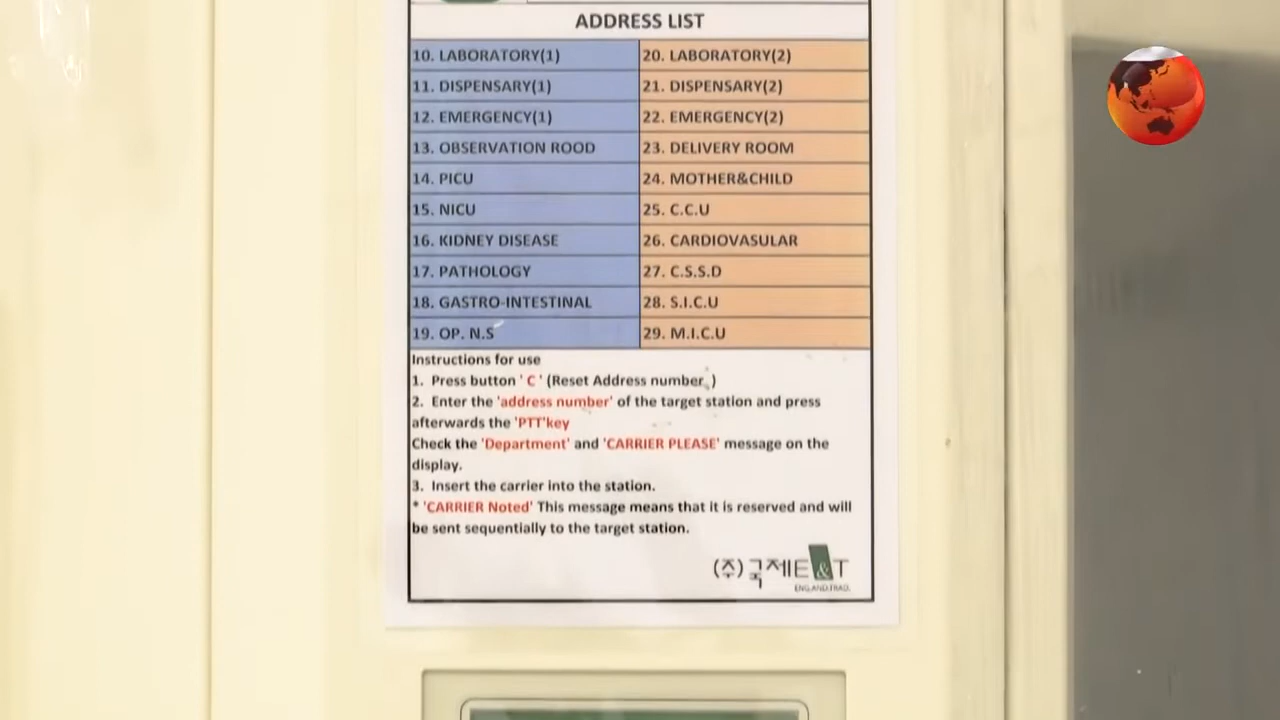 ADDRESS LIST
10. LABORATORY(1) 20. LABORATORY(2)
11. DISPENSARY(1) 21. DISPENSARY(2)
12. EMERGENCY(1) 22. EMERGENCY(2)
13. OBSERVATION ROOD 23. DELIVERY ROOM
14. PICU 24. MOTHER&CHILD
15. NICU 25. C.C.U
16. KIDNEY DISEASE 26. CARDIOVASULAR
17. PATHOLOGY 27. C.S.S.D
18. GASTRO-INTESTINAL 28. S.I.C.U
19. OP. N.S 29. M.I.C.U
Instructions for use
1. Press button ' C ' (Reset Address number )
2. Enter the 'address number' of the target station and press
afterwards the 'PTT'key
Check the 'Department' and 'CARRIER PLEASE' message on the
display.
3. Insert the carrier into the station.
* 'CARRIER Noted' This message means that it is reserved and will
be sent sequentially to the target station.
(주)국제E&T
ENG.AND.TRAD.